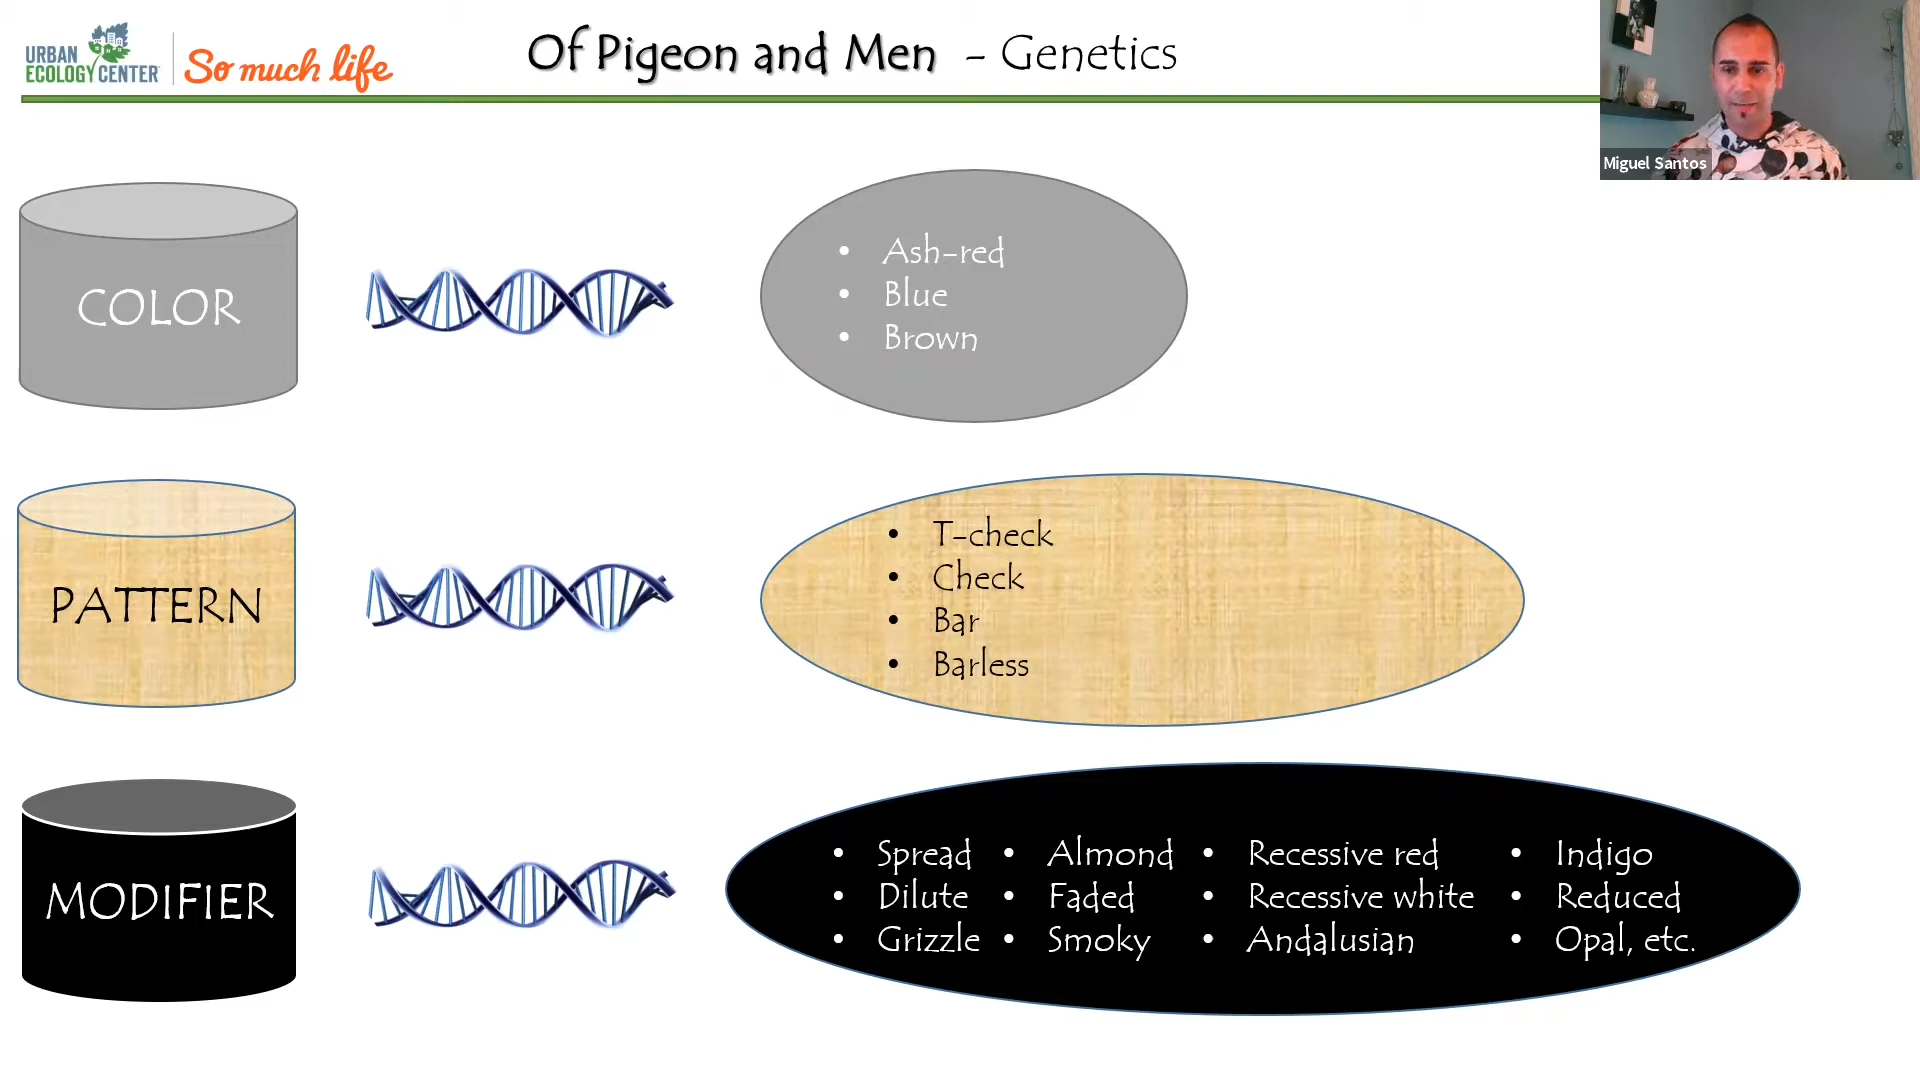 URBAN
ECOLOGY CENTER
So much life
Of Pigeon and Men - Genetics
Miguel Santos
COLOR
• Ash-red
• Blue
• Brown
PATTERN
• T-check
• Check
• Bar
• Barless
MODIFIER
• Spread • Almond • Recessive red • Indigo
• Dilute • Faded • Recessive white • Reduced
• Grizzle • Smoky • Andalusian • Opal, etc.